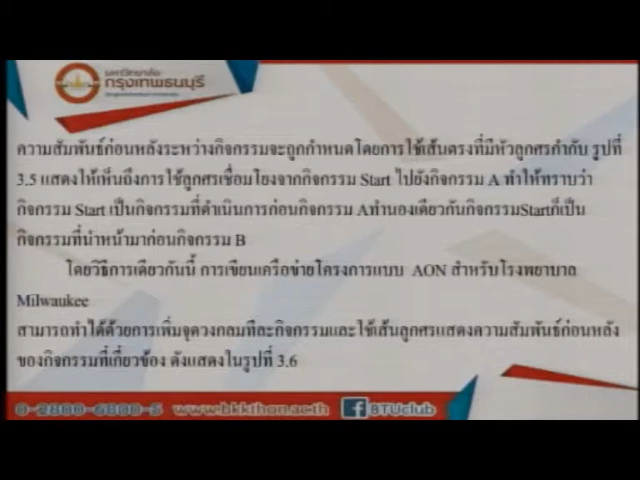 มหาวิทยาลัย
กรุงเทพธนบุรี
ความสัมพันธ์ก่อนหลังระหว่างกิจกรรมจะถูกกำหนดโดยการใช้เส้นตรงที่มีหัวลูกศรกำกับ รูปที่
3.5 แสดงให้เห็นถึงการใช้ลูกศรเชื่อมโยงจากกิจกรรม Start ไปยังกิจกรรม A ทำให้ทราบว่า
กิจกรรม Start เป็นกิจกรรมที่ดำเนินการก่อนกิจกรรม AทำนองเดียวกันกิจกรรมStartก็เป็น
กิจกรรมที่นำหน้ามาก่อนกิจกรรม B
โดยวิธีการเดียวกันนี้ การเขียนเครือข่ายโครงการแบบ AON สำหรับโรงพยาบาล
Milwaukee
สามารถทำได้ด้วยการเพิ่มจุดวงกลมทีละกิจกรรมและใช้เส้นลูกศรแสดงความสัมพันธ์ก่อนหลัง
ของกิจกรรมที่เกี่ยวข้อง ดังแสดงในรูปที่ 3.6
0-2800-6800-5 www.bkkthon.ac.th BTUclub